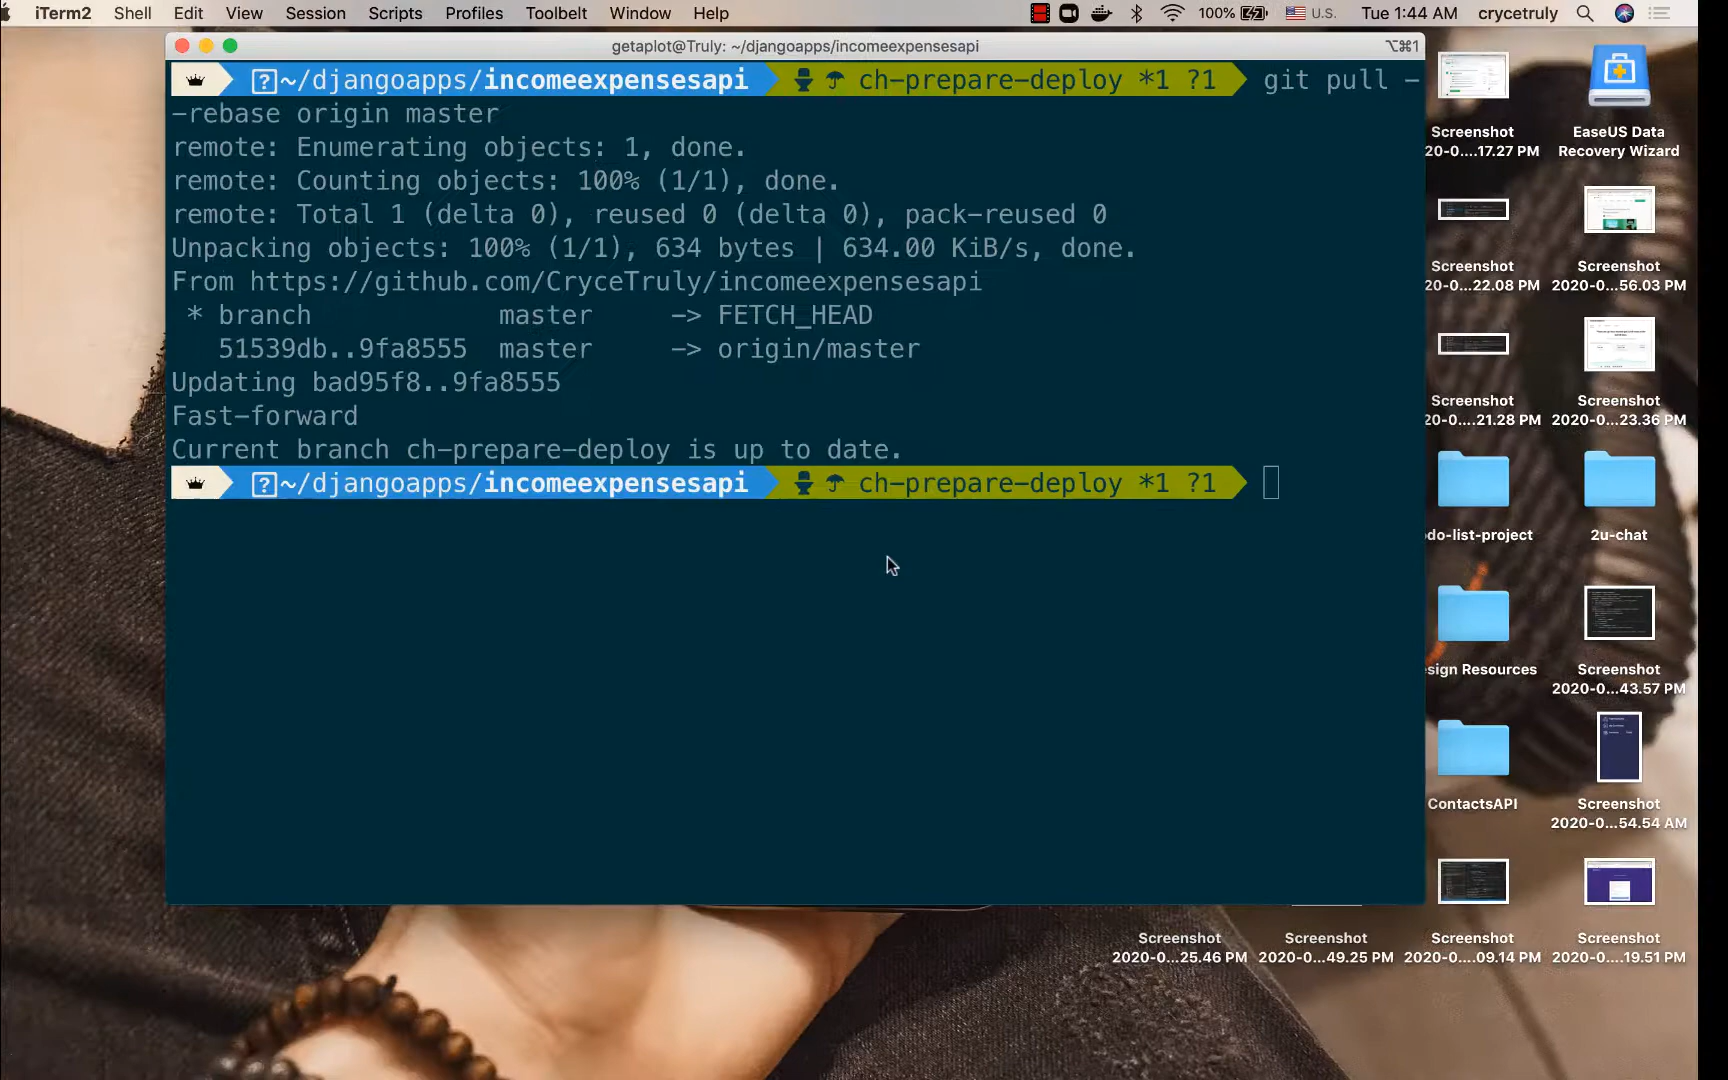 iTerm2 Shell Edit View Session Scripts Profiles Toolbelt Window Help 100% U.S. Tue 1:44 AM crycetruly
getaplot@Truly: ~/djangoapps/incomeexpensesapi ⌥⌘1
~/djangoapps/incomeexpensesapi ch-prepare-deploy *1 ?1 git pull -
-rebase origin master
remote: Enumerating objects: 1, done.
remote: Counting objects: 100% (1/1), done.
remote: Total 1 (delta 0), reused 0 (delta 0), pack-reused 0
Unpacking objects: 100% (1/1), 634 bytes | 634.00 KiB/s, done.
From https://github.com/CryceTruly/incomeexpensesapi
* branch master -> FETCH_HEAD
51539db..9fa8555 master -> origin/master
Updating bad95f8..9fa8555
Fast-forward
Current branch ch-prepare-deploy is up to date.
~/djangoapps/incomeexpensesapi ch-prepare-deploy *1 ?1
Screenshot
20-0....17.27 PM
EaseUS Data
Recovery Wizard
Screenshot
20-0....22.08 PM
Screenshot
2020-0...56.03 PM
Screenshot
20-0....21.28 PM
Screenshot
2020-0...23.36 PM
do-list-project
2u-chat
sign Resources
Screenshot
2020-0...43.57 PM
ContactsAPI
Screenshot
2020-0...54.54 AM
Screenshot
2020-0...25.46 PM
Screenshot
2020-0...49.25 PM
Screenshot
2020-0....09.14 PM
Screenshot
2020-0....19.51 PM